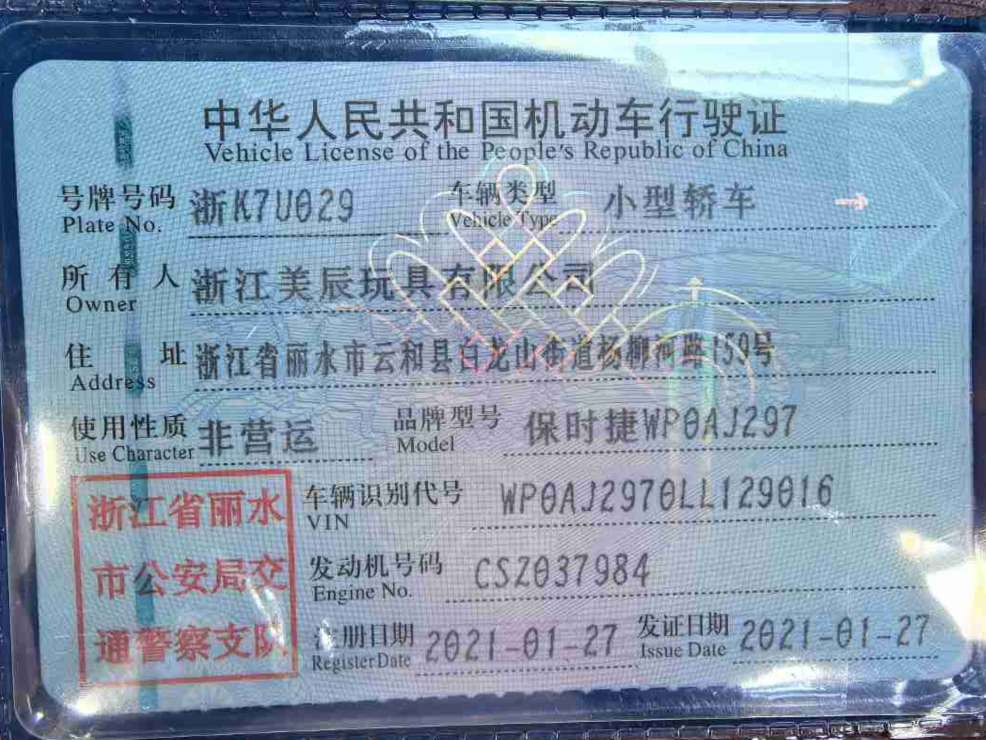 中华人民共和国机动车行驶证
Vehicle License of the People's Republic of China
号牌号码 浙K7U029 车辆类型 小型轿车
Plate No. Vehicle Type
所有人 浙江美辰玩具有限公司
Owner
住址 浙江省丽水市云和县白龙山街道杨柳河路159号
Address
使用性质 非营运 品牌型号 保时捷WP0AJ297
Use Character Model
浙江省丽水
市公安局交
通警察支队
车辆识别代号 WP0AJ2970LL129016
VIN
发动机号码 CSZ037984
Engine No.
注册日期 2021-01-27 发证日期 2021-01-27
Register Date Issue Date